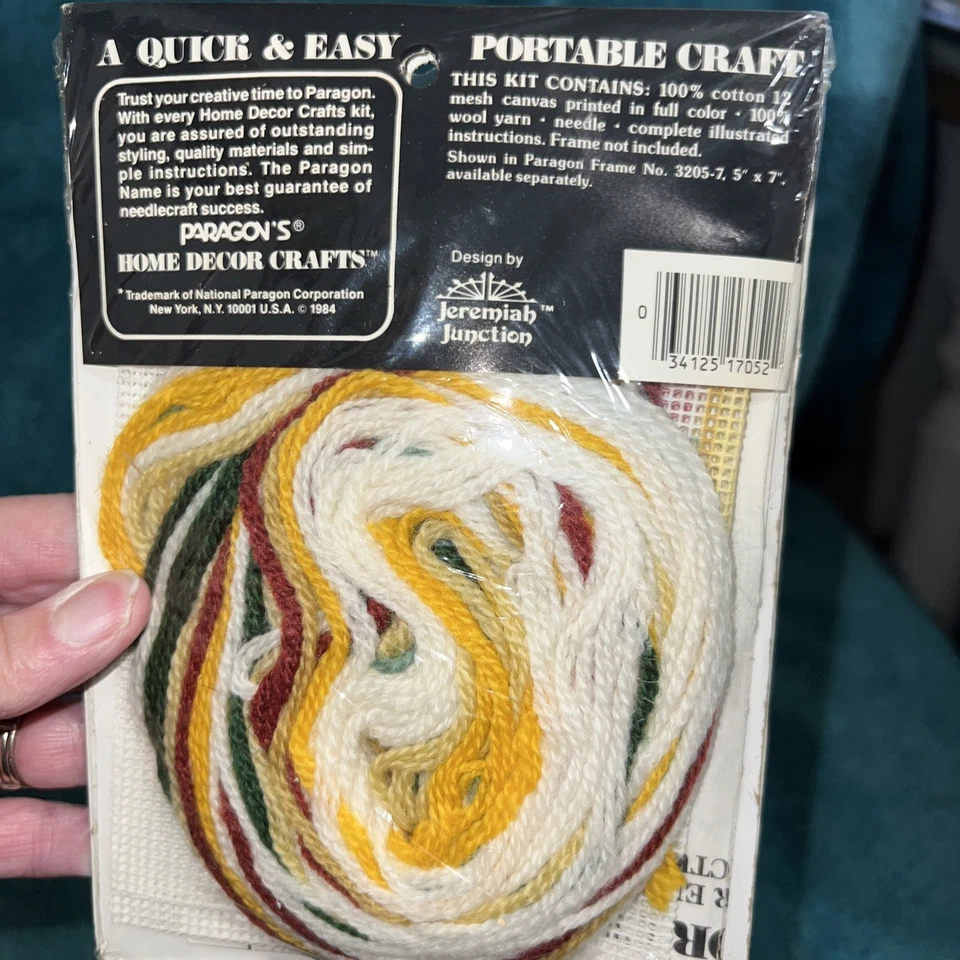 A QUICK & EASY
PORTABLE CRAFT
Trust your creative time to Paragon.
With every Home Decor Crafts kit,
you are assured of outstanding
styling, quality materials and sim-
ple instructions. The Paragon
Name is your best guarantee of
needlecraft success.
PARAGON'S®
HOME DECOR CRAFTS™
* Trademark of National Paragon Corporation
New York, N.Y. 10001 U.S.A. © 1984
THIS KIT CONTAINS: 100% cotton 12
mesh canvas printed in full color • 100%
wool yarn • needle • complete illustrated
instructions. Frame not included.
Shown in Paragon Frame No. 3205-7, 5" x 7",
available separately.
Design by
Jeremiah™
Junction
0
34125 17052